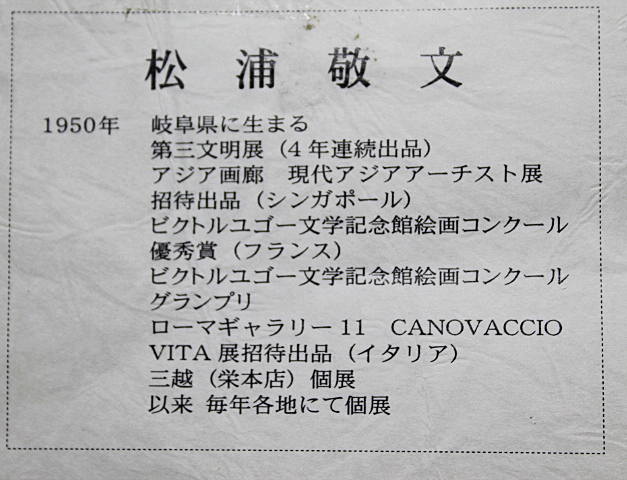 松浦敬文
1950年 岐阜県に生まる
第三文明展（4年連続出品）
アジア画廊　現代アジアアーチスト展
招待出品（シンガポール）
ビクトルユゴー文学記念館絵画コンクール
優秀賞（フランス）
ビクトルユゴー文学記念館絵画コンクール
グランプリ
ローマギャラリー11　CANOVACCIO
VITA展招待出品（イタリア）
三越（栄本店）個展
以来 毎年各地にて個展